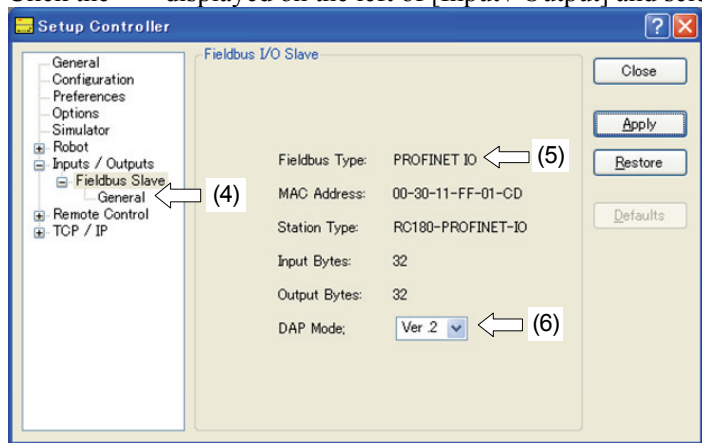 Setup Controller
General
Configuration
Preferences
Options
Simulator
Robot
Inputs / Outputs
Fieldbus Slave
General
Remote Control
TCP / IP
(4)
Fieldbus I/O Slave
Fieldbus Type: PROFINET IO (5)
MAC Address: 00-30-11-FF-01-CD
Station Type: RC180-PROFINET-IO
Input Bytes: 32
Output Bytes: 32
DAP Mode; Ver .2 (6)
Close
Apply
Restore
Defaults